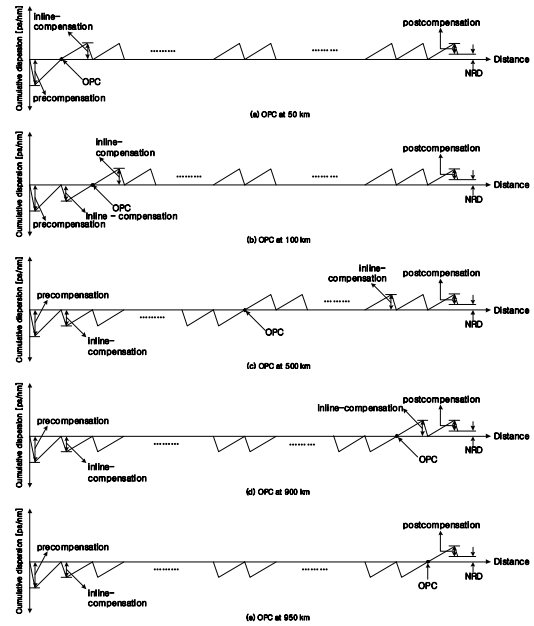 Cumulative dispersion [ps/nm]
Inline-
compensation
OPC
precompensation
.........
.........
postcompensation
Distance
NRD
(a) OPC at 50 km
Cumulative dispersion [ps/nm]
Inline-
compensation
OPC
Inline - compensation
precompensation
.........
.........
postcompensation
Distance
NRD
(b) OPC at 100 km
Cumulative dispersion [ps/nm]
precompensation
Inline-
compensation
.........
OPC
.........
Inline-
compensation
postcompensation
Distance
NRD
(c) OPC at 500 km
Cumulative dispersion [ps/nm]
precompensation
Inline-
compensation
.........
.........
Inline-compensation
OPC
postcompensation
Distance
NRD
(d) OPC at 900 km
Cumulative dispersion [ps/nm]
precompensation
Inline-
compensation
.........
.........
postcompensation
Distance
OPC
NRD
(e) OPC at 950 km